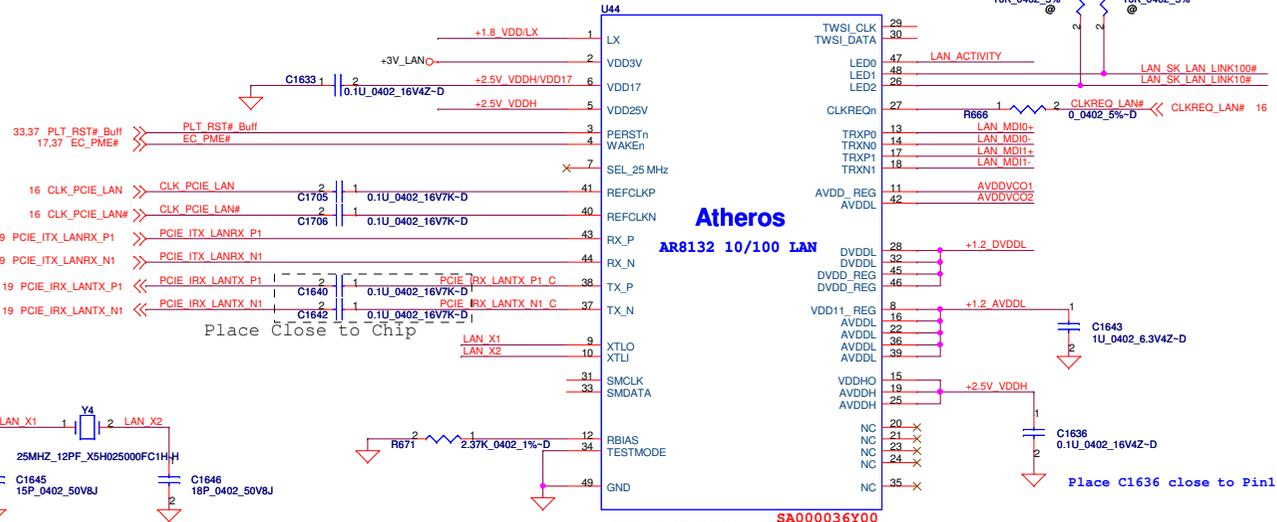 U44
+1.8_VDD/LX 1 LX
+3V_LAN 2 VDD3V
C1633 1 2 0.1U_0402_16V4Z~D +2.5V_VDDH/VDD17 6 VDD17
+2.5V_VDDH 5 VDD25V
33,37 PLT_RST#_Buff PLT_RST#_Buff 3 PERSTn
17,37 EC_PME# EC_PME# 4 WAKEn
7 SEL_25 MHz
16 CLK_PCIE_LAN CLK_PCIE_LAN 2 1 C1705 0.1U_0402_16V7K~D 41 REFCLKP
16 CLK_PCIE_LAN# CLK_PCIE_LAN# 2 1 C1706 0.1U_0402_16V7K~D 40 REFCLKN
9 PCIE_ITX_LANRX_P1 PCIE_ITX_LANRX_P1 43 RX_P
9 PCIE_ITX_LANRX_N1 PCIE_ITX_LANRX_N1 44 RX_N
19 PCIE_IRX_LANTX_P1 PCIE_IRX_LANTX_P1 2 1 C1640 0.1U_0402_16V7K~D PCIE_IRX_LANTX_P1_C 38 TX_P
19 PCIE_IRX_LANTX_N1 PCIE_IRX_LANTX_N1 2 1 C1642 0.1U_0402_16V7K~D PCIE_IRX_LANTX_N1_C 37 TX_N
Place Close to Chip
LAN_X1 9 XTLO
LAN_X2 10 XTLI
31 SMCLK
33 SMDATA
R671 2 1 2.37K_0402_1%~D 12 RBIAS
34 TESTMODE
49 GND
Atheros
AR8132 10/100 LAN
TWSI_CLK 29
TWSI_DATA 30
@ 2 2 @
LED0 47 LAN_ACTIVITY
LED1 48 LAN_SK_LAN_LINK100#
LED2 26 LAN_SK_LAN_LINK10#
CLKREQn 27 R666 1 2 0_0402_5%~D CLKREQ_LAN# CLKREQ_LAN# 16
TRXP0 13 LAN_MDI0+
TRXN0 14 LAN_MDI0-
TRXP1 17 LAN_MDI1+
TRXN1 18 LAN_MDI1-
AVDD_REG 11 AVDDVCO1
AVDDL 42 AVDDVCO2
DVDDL 28 +1.2_DVDDL
DVDDL 32
DVDD_REG 45
DVDD_REG 46
VDD11_REG 8 +1.2_AVDDL
AVDDL 16
AVDDL 22
AVDDL 36
AVDDL 39
1 C1643
1U_0402_6.3V4Z~D
2
VDDHO 15
AVDDH 19 +2.5V_VDDH
AVDDH 25
NC 20
NC 21
NC 23
NC 24
NC 35
1 C1636
0.1U_0402_16V4Z~D
2
Place C1636 close to Pin1
SA000036Y00
LAN_X1 1 Y4 2 LAN_X2
25MHZ_12PF_X5H025000FC1H-H
C1645
15P_0402_50V8J
1 C1646
18P_0402_50V8J
2